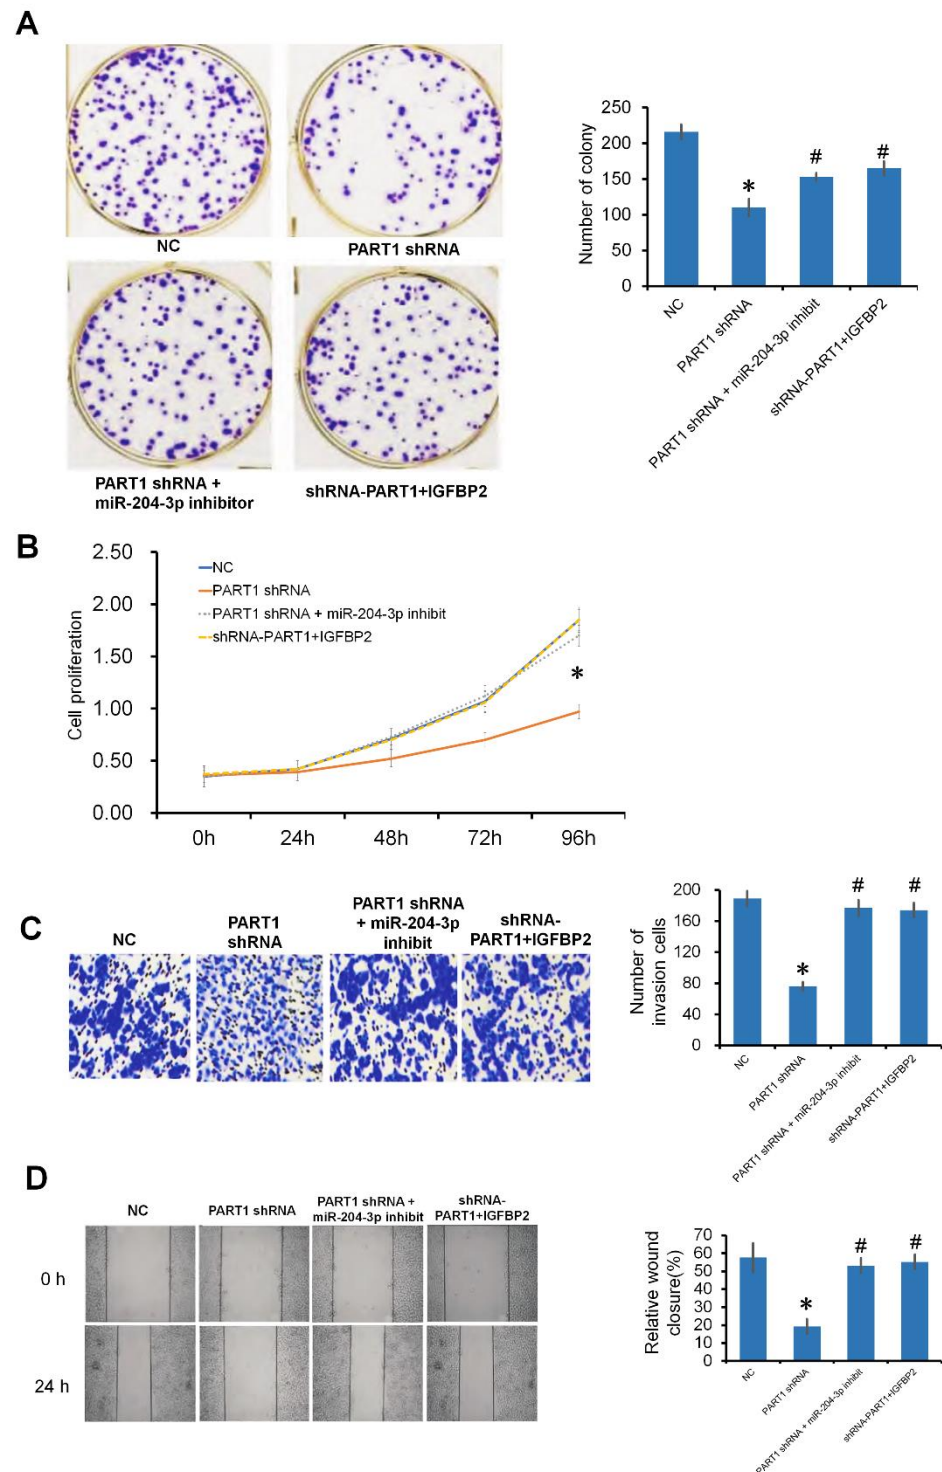 A
NC
PART1 shRNA
PART1 shRNA +
miR-204-3p inhibitor
shRNA-PART1+IGFBP2
Number of colony
250
200
150
100
50
0
*
#
#
NC
PART1 shRNA
PART1 shRNA + miR-204-3p inhibit
shRNA-PART1+IGFBP2
B
Cell proliferation
2.50
2.00
1.50
1.00
0.50
0.00
NC
PART1 shRNA
PART1 shRNA + miR-204-3p inhibit
shRNA-PART1+IGFBP2
*
0h
24h
48h
72h
96h
C
NC
PART1
shRNA
PART1 shRNA
+ miR-204-3p
inhibit
shRNA-
PART1+IGFBP2
Number of
invasion cells
200
160
120
80
40
0
*
#
#
NC
PART1 shRNA
PART1 shRNA + miR-204-3p inhibit
shRNA-PART1+IGFBP2
D
NC
PART1 shRNA
PART1 shRNA +
miR-204-3p inhibit
shRNA-
PART1+IGFBP2
0 h
24 h
Relative wound
closure(%)
70
60
50
40
30
20
10
0
*
#
#
NC
PART1 shRNA
PART1 shRNA + miR-204-3p inhibit
shRNA-PART1+IGFBP2